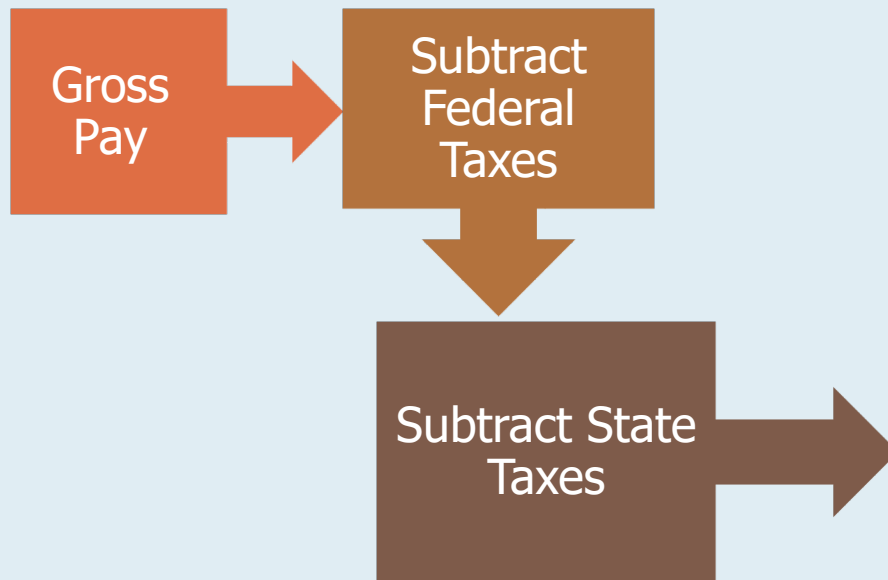 Gross
Pay
Subtract
Federal
Taxes
Subtract State
Taxes